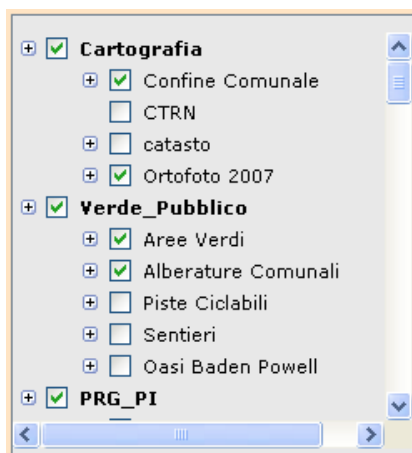 Cartografia
Confine Comunale
CTRN
catasto
Ortofoto 2007
Verde_Pubblico
Aree Verdi
Alberature Comunali
Piste Ciclabili
Sentieri
Oasi Baden Powell
PRG_PI